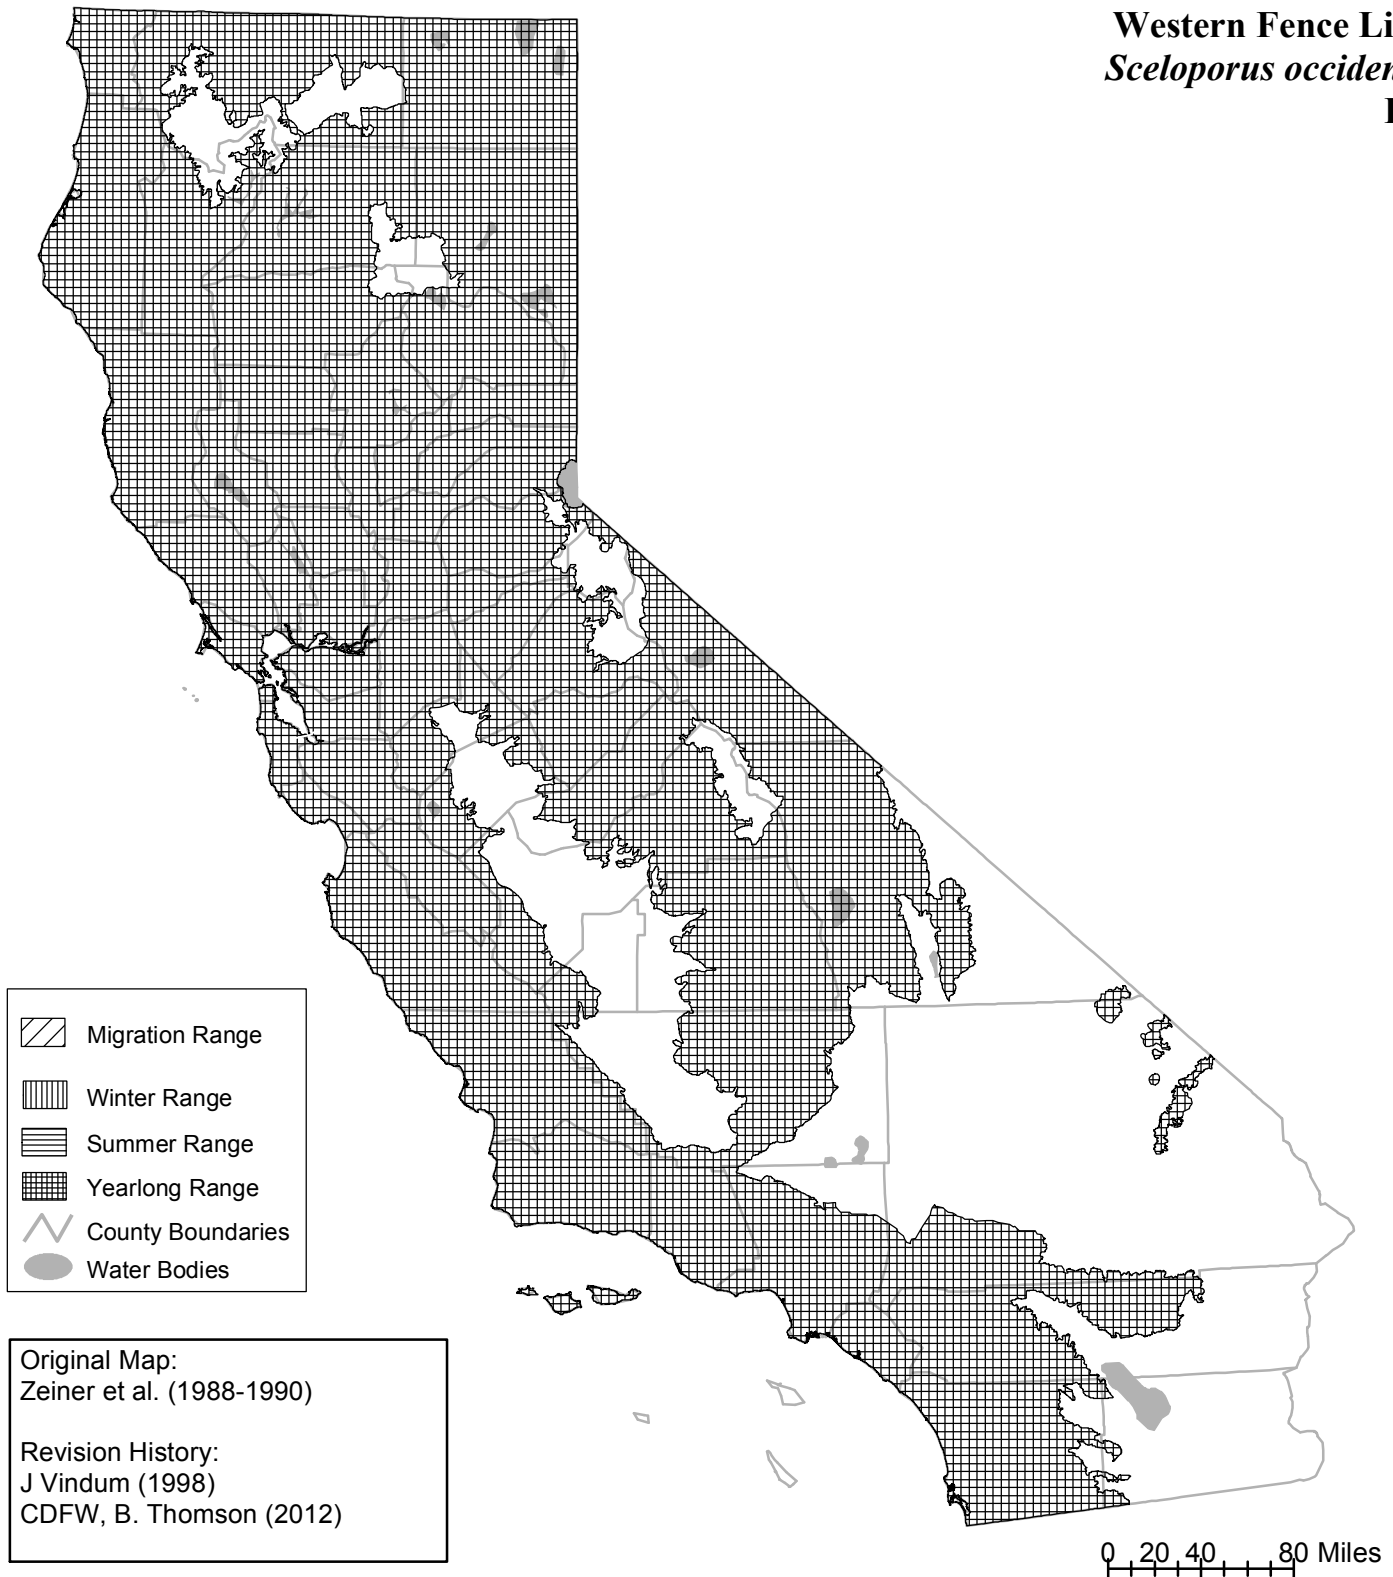 Western Fence Li
Sceloporus occiden
Migration Range
Winter Range
Summer Range
Yearlong Range
County Boundaries
Water Bodies
Original Map:
Zeiner et al. (1988-1990)
Revision History:
J Vindum (1998)
CDFW, B. Thomson (2012)
0 20 40 80 Miles